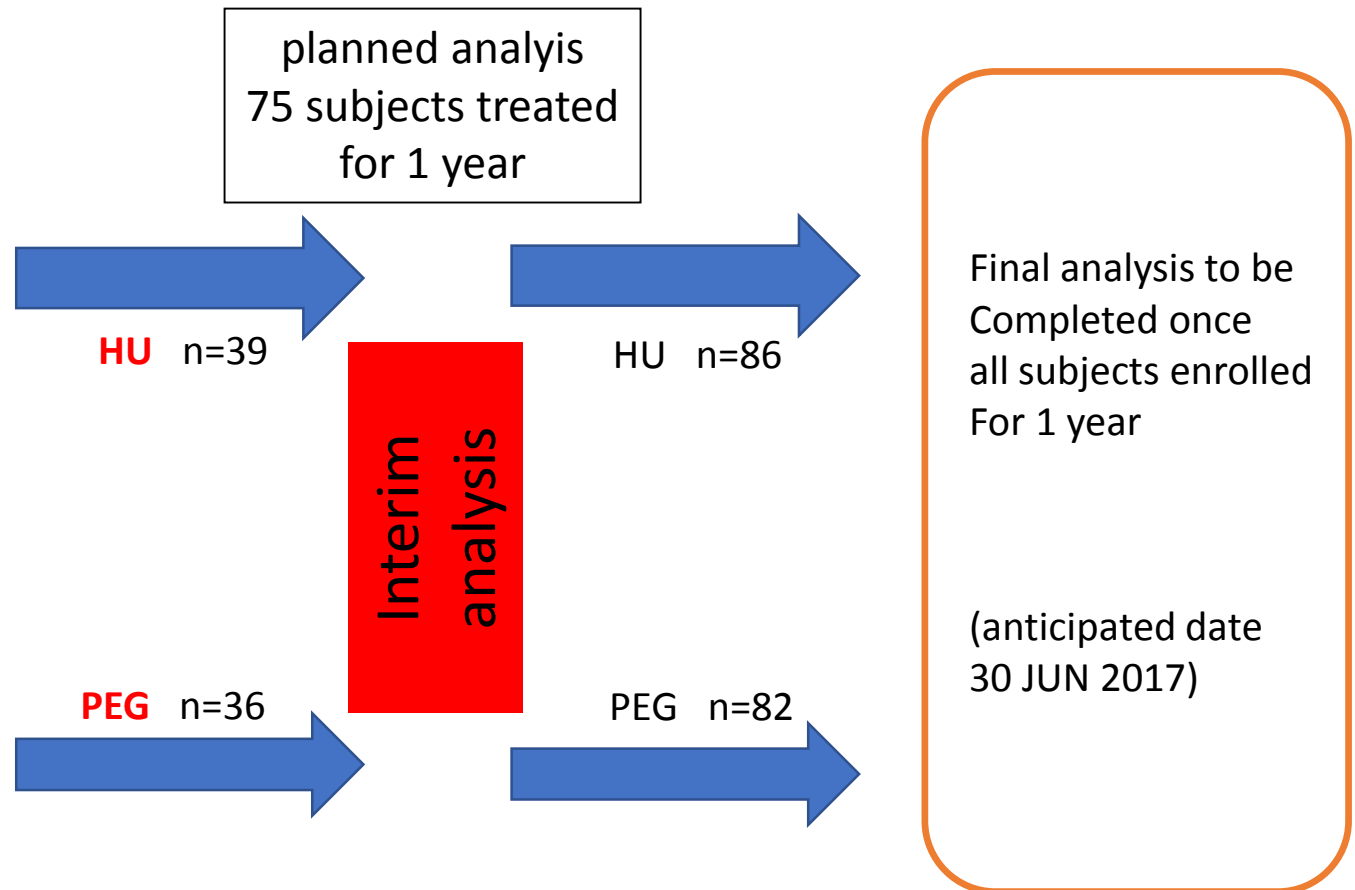 planned analyis
75 subjects treated
for 1 year
HU n=39
HU n=86
Interim
analysis
PEG n=36
PEG n=82
Final analysis to be
Completed once
all subjects enrolled
For 1 year
(anticipated date
30 JUN 2017)